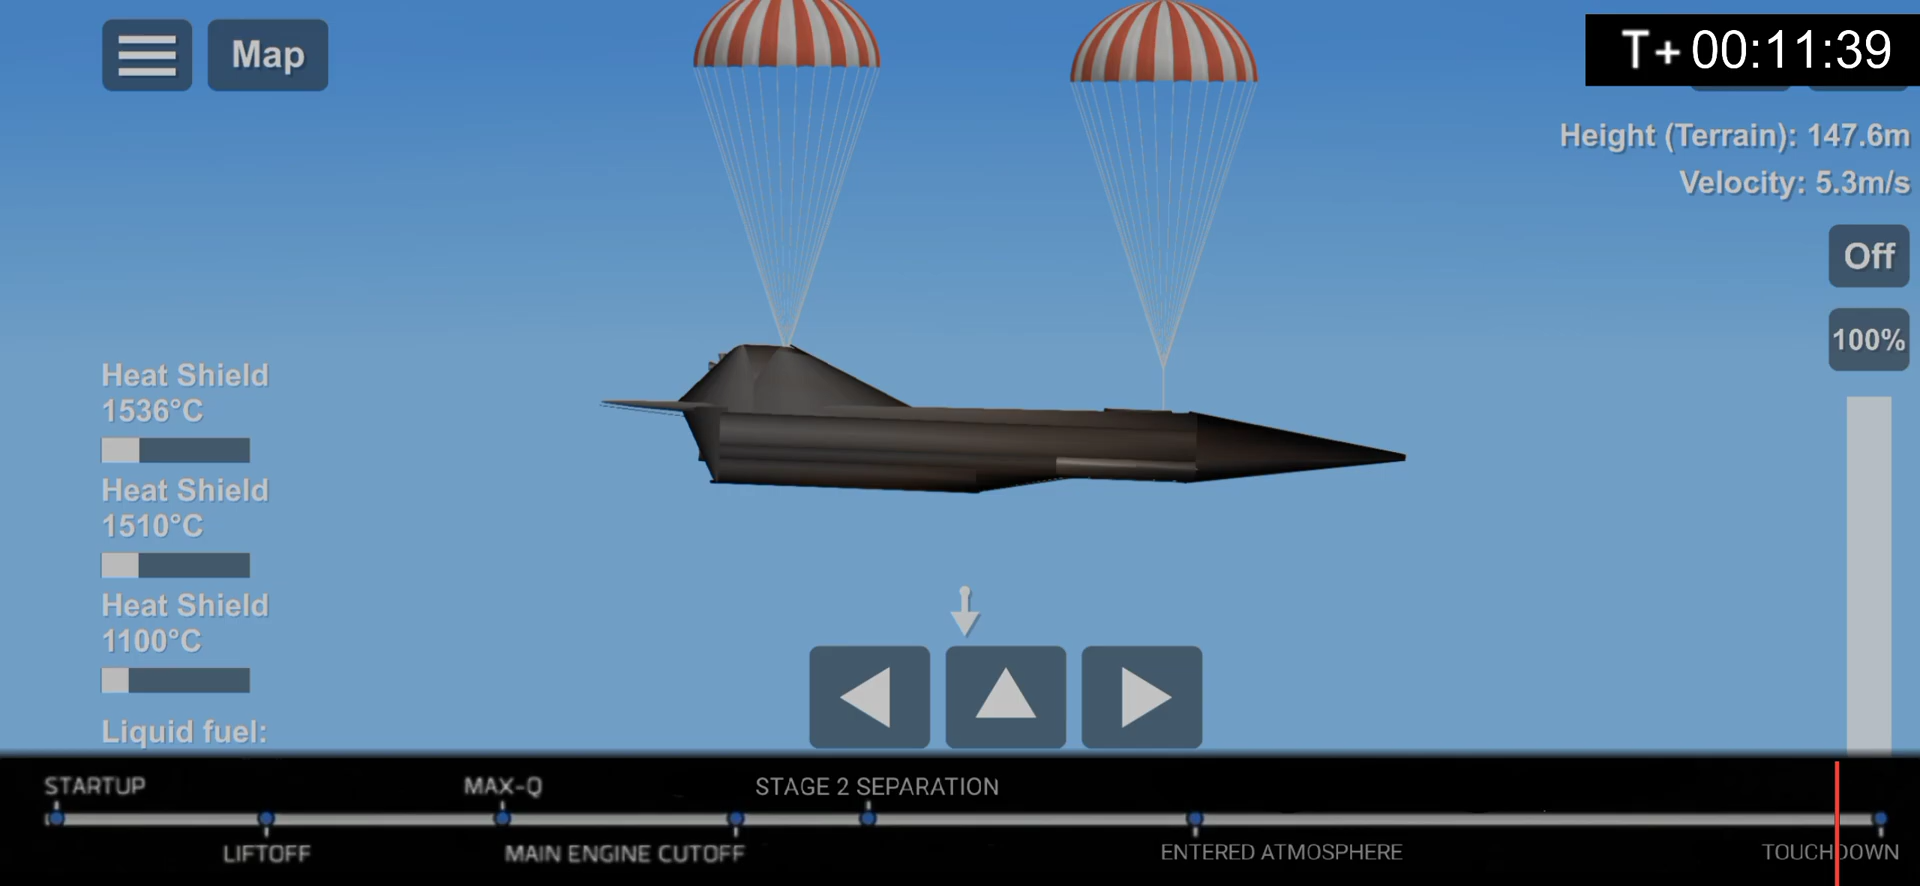 Map
T+ 00:11:39
Height (Terrain): 147.6m
Velocity: 5.3m/s
Off
100%
Heat Shield
1536°C
Heat Shield
1510°C
Heat Shield
1100°C
Liquid fuel:
STARTUP
MAX-Q
STAGE 2 SEPARATION
LIFTOFF
MAIN ENGINE CUTOFF
ENTERED ATMOSPHERE
TOUCHDOWN